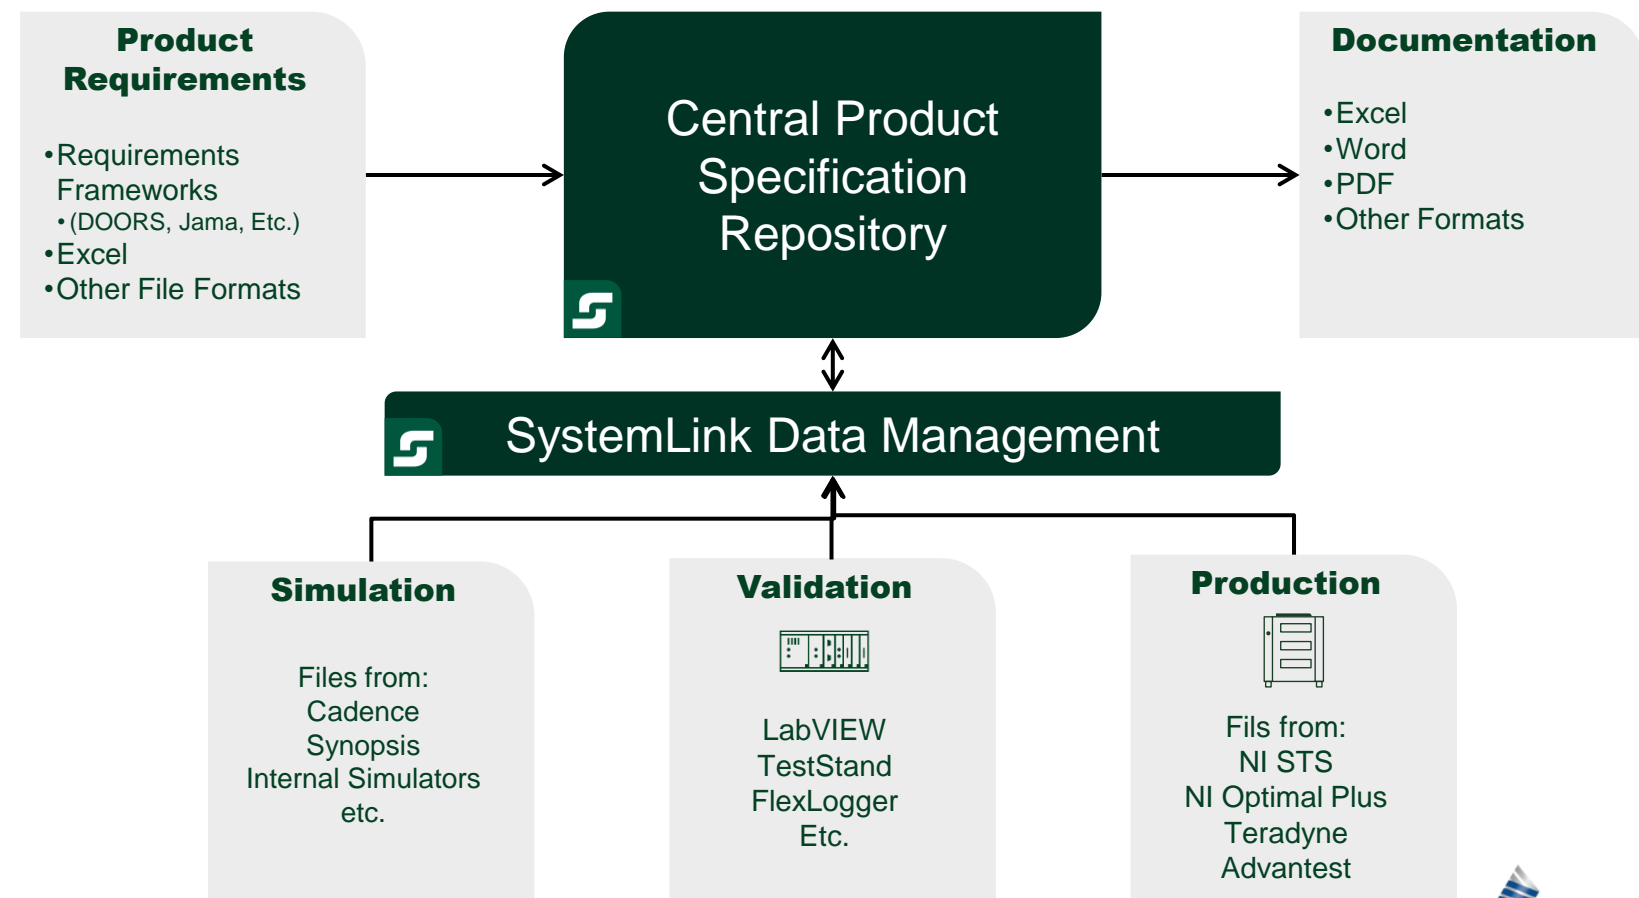 Product
Requirements
•Requirements
Frameworks
•(DOORS, Jama, Etc.)
•Excel
•Other File Formats
Central Product
Specification
Repository
Documentation
•Excel
•Word
•PDF
•Other Formats
SystemLink Data Management
Simulation
Files from:
Cadence
Synopsis
Internal Simulators
etc.
Validation
LabVIEW
TestStand
FlexLogger
Etc.
Production
Fils from:
NI STS
NI Optimal Plus
Teradyne
Advantest